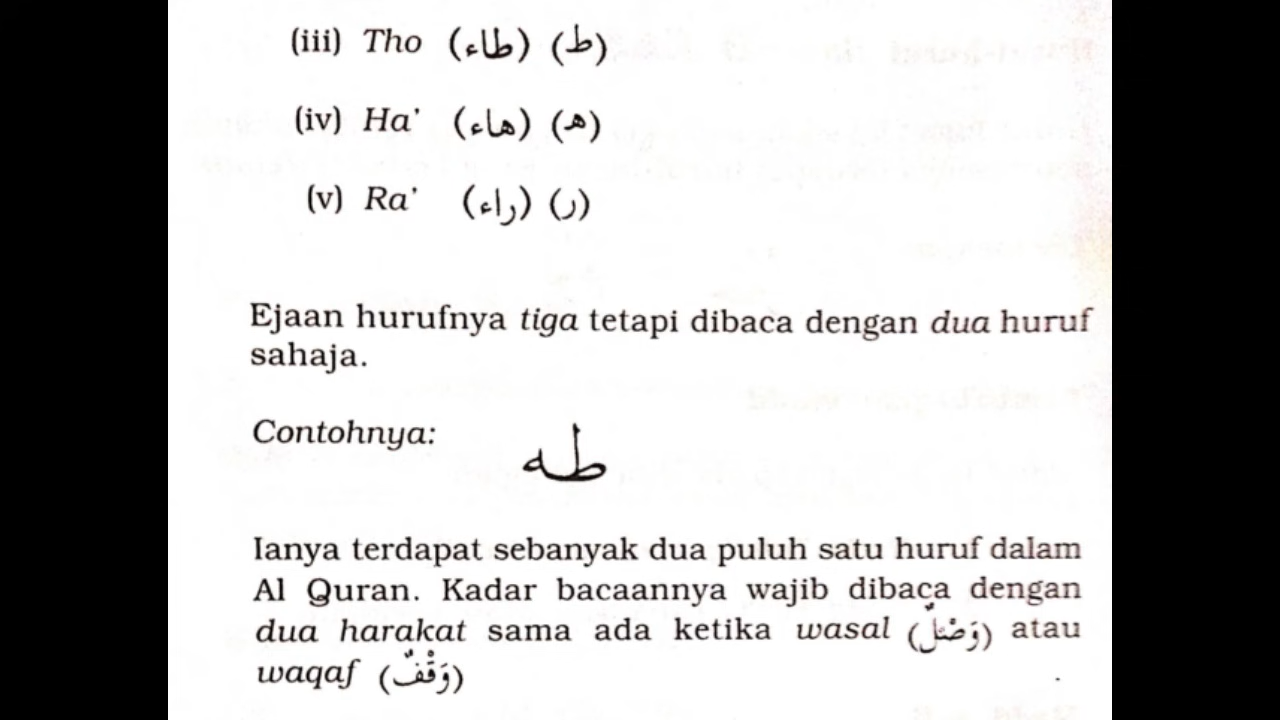 (iii) Tho (طاء) (ط)
(iv) Ha' (هاء) (هـ)
(v) Ra' (راء) (ر)
Ejaan hurufnya tiga tetapi dibaca dengan dua huruf
sahaja.
Contohnya:
طه
Ianya terdapat sebanyak dua puluh satu huruf dalam
Al Quran. Kadar bacaannya wajib dibaca dengan
dua harakat sama ada ketika wasal (وَصْلٌ) atau
waqaf (وَقْفٌ)